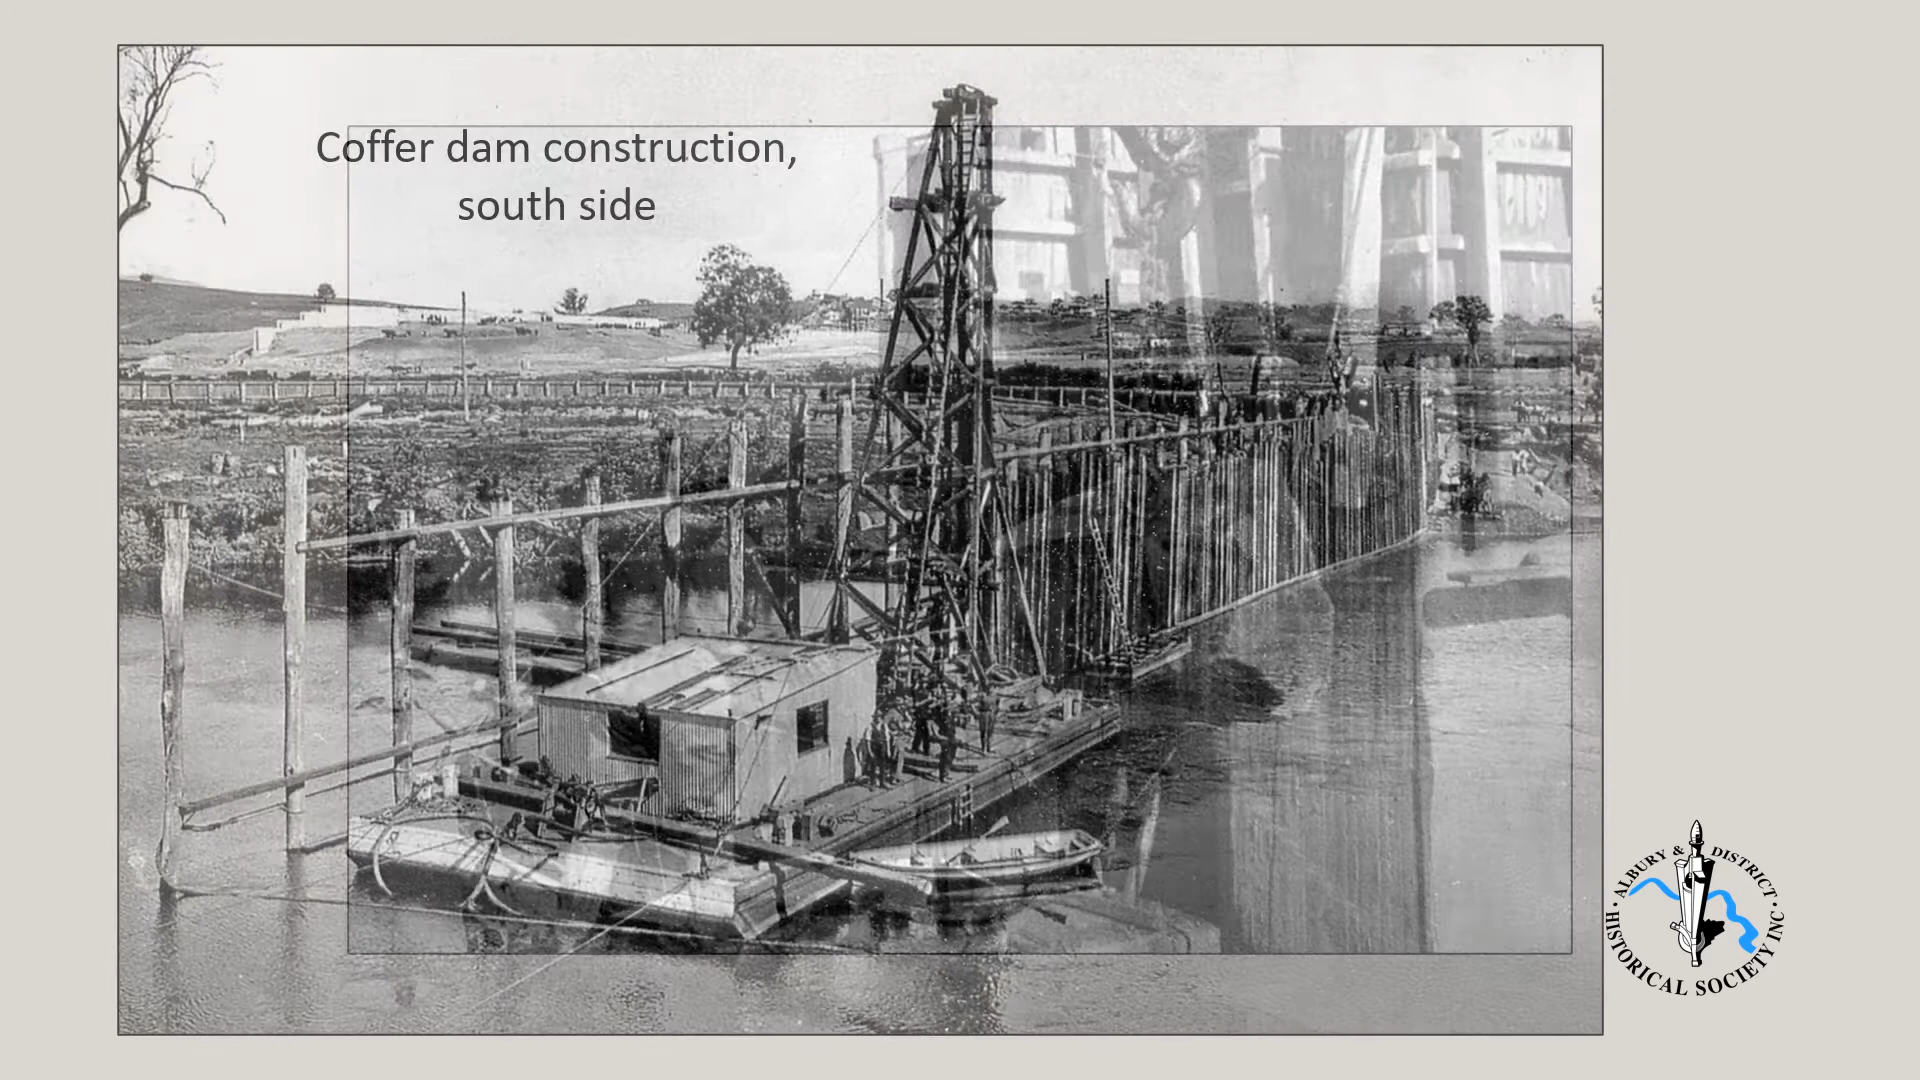 Coffer dam construction,
south side
ALBURY & DISTRICT
HISTORICAL SOCIETY INC